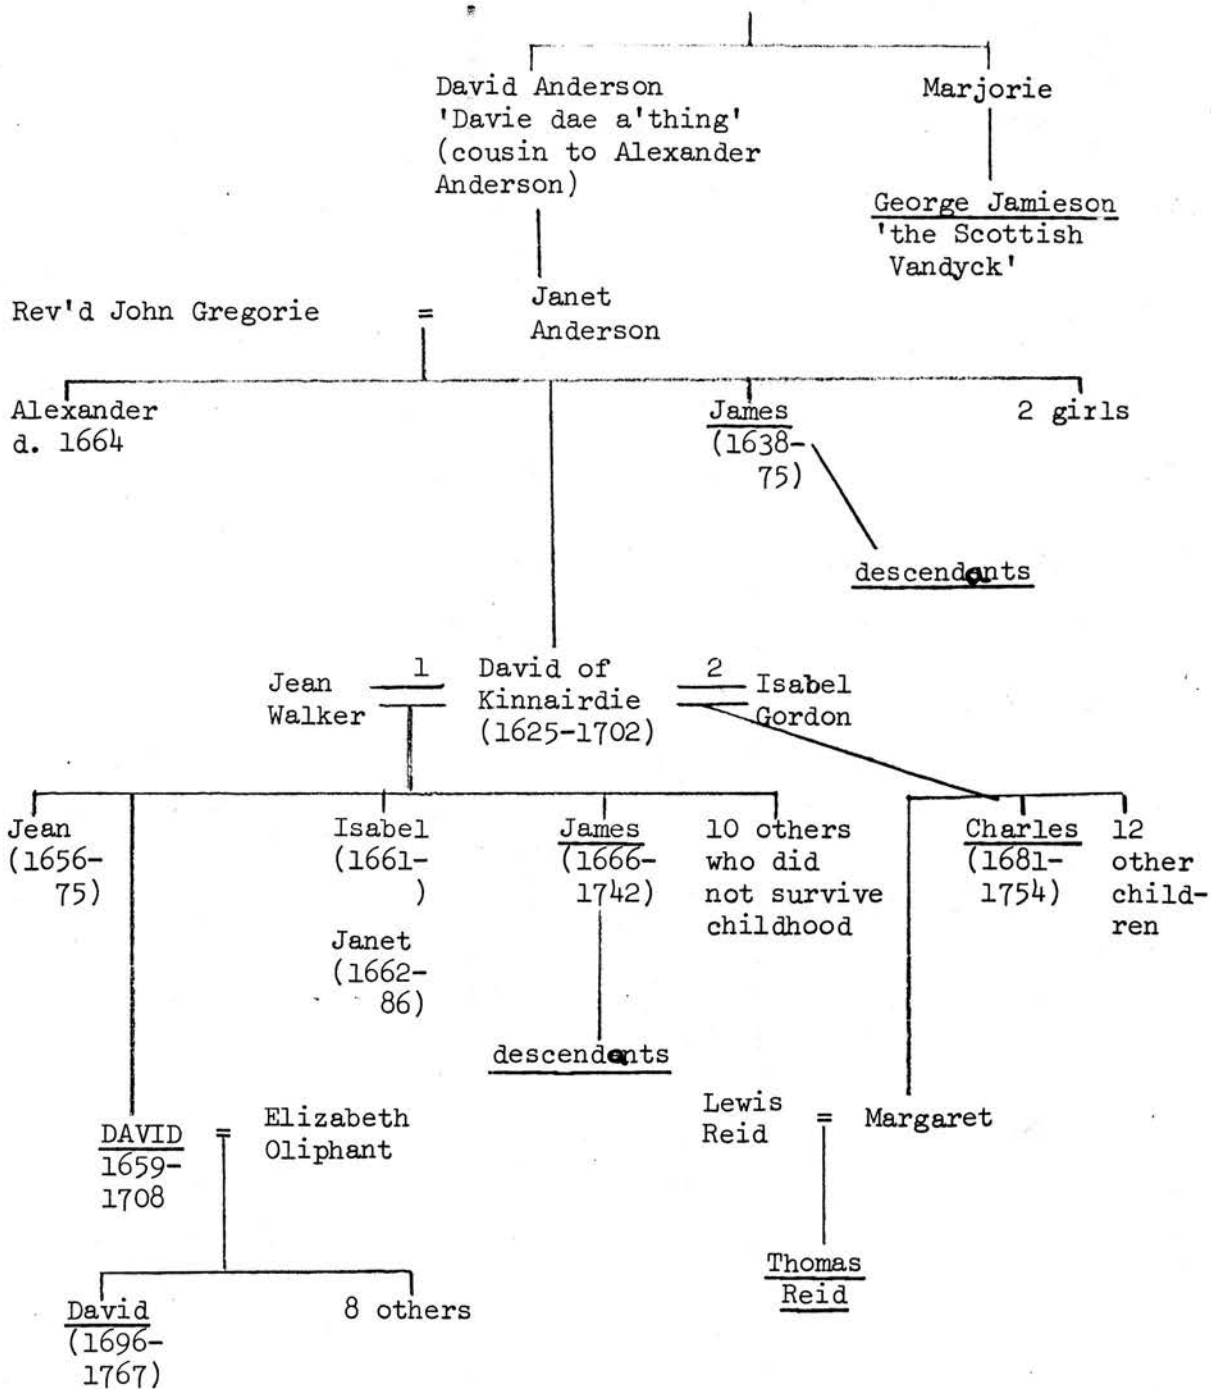 David Anderson
'Davie dae a'thing'
(cousin to Alexander
Anderson)
Marjorie
George Jamieson
'the Scottish
Vandyck'
Rev'd John Gregorie
=
Janet
Anderson
Alexander
d. 1664
James
(1638-
75)
2 girls
descendants
Jean
Walker
1
David of
Kinnairdie
(1625-1702)
2
Isabel
Gordon
Jean
(1656-
75)
Isabel
(1661-
)
Janet
(1662-
86)
James
(1666-
1742)
10 others
who did
not survive
childhood
Charles
(1681-
1754)
12
other
child-
ren
descendants
DAVID
1659-
1708
=
Elizabeth
Oliphant
Lewis
Reid
=
Margaret
Thomas
Reid
David
(1696-
1767)
8 others